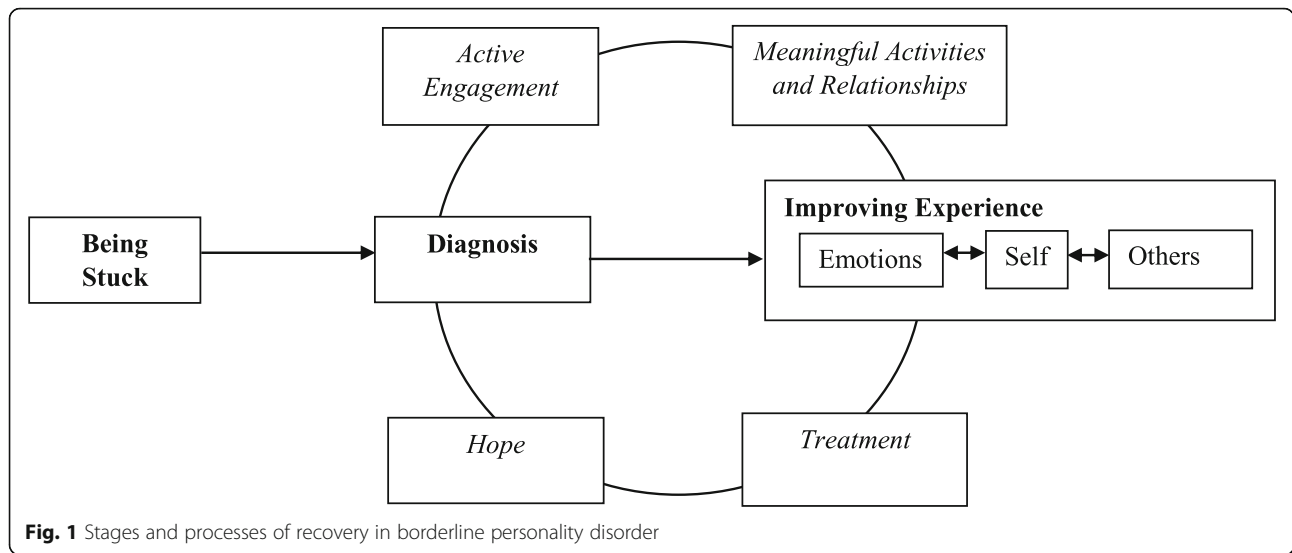 Active
Engagement
Meaningful Activities
and Relationships
Being
Stuck
Diagnosis
Improving Experience
Emotions
Self
Others
Hope
Treatment
Fig. 1 Stages and processes of recovery in borderline personality disorder